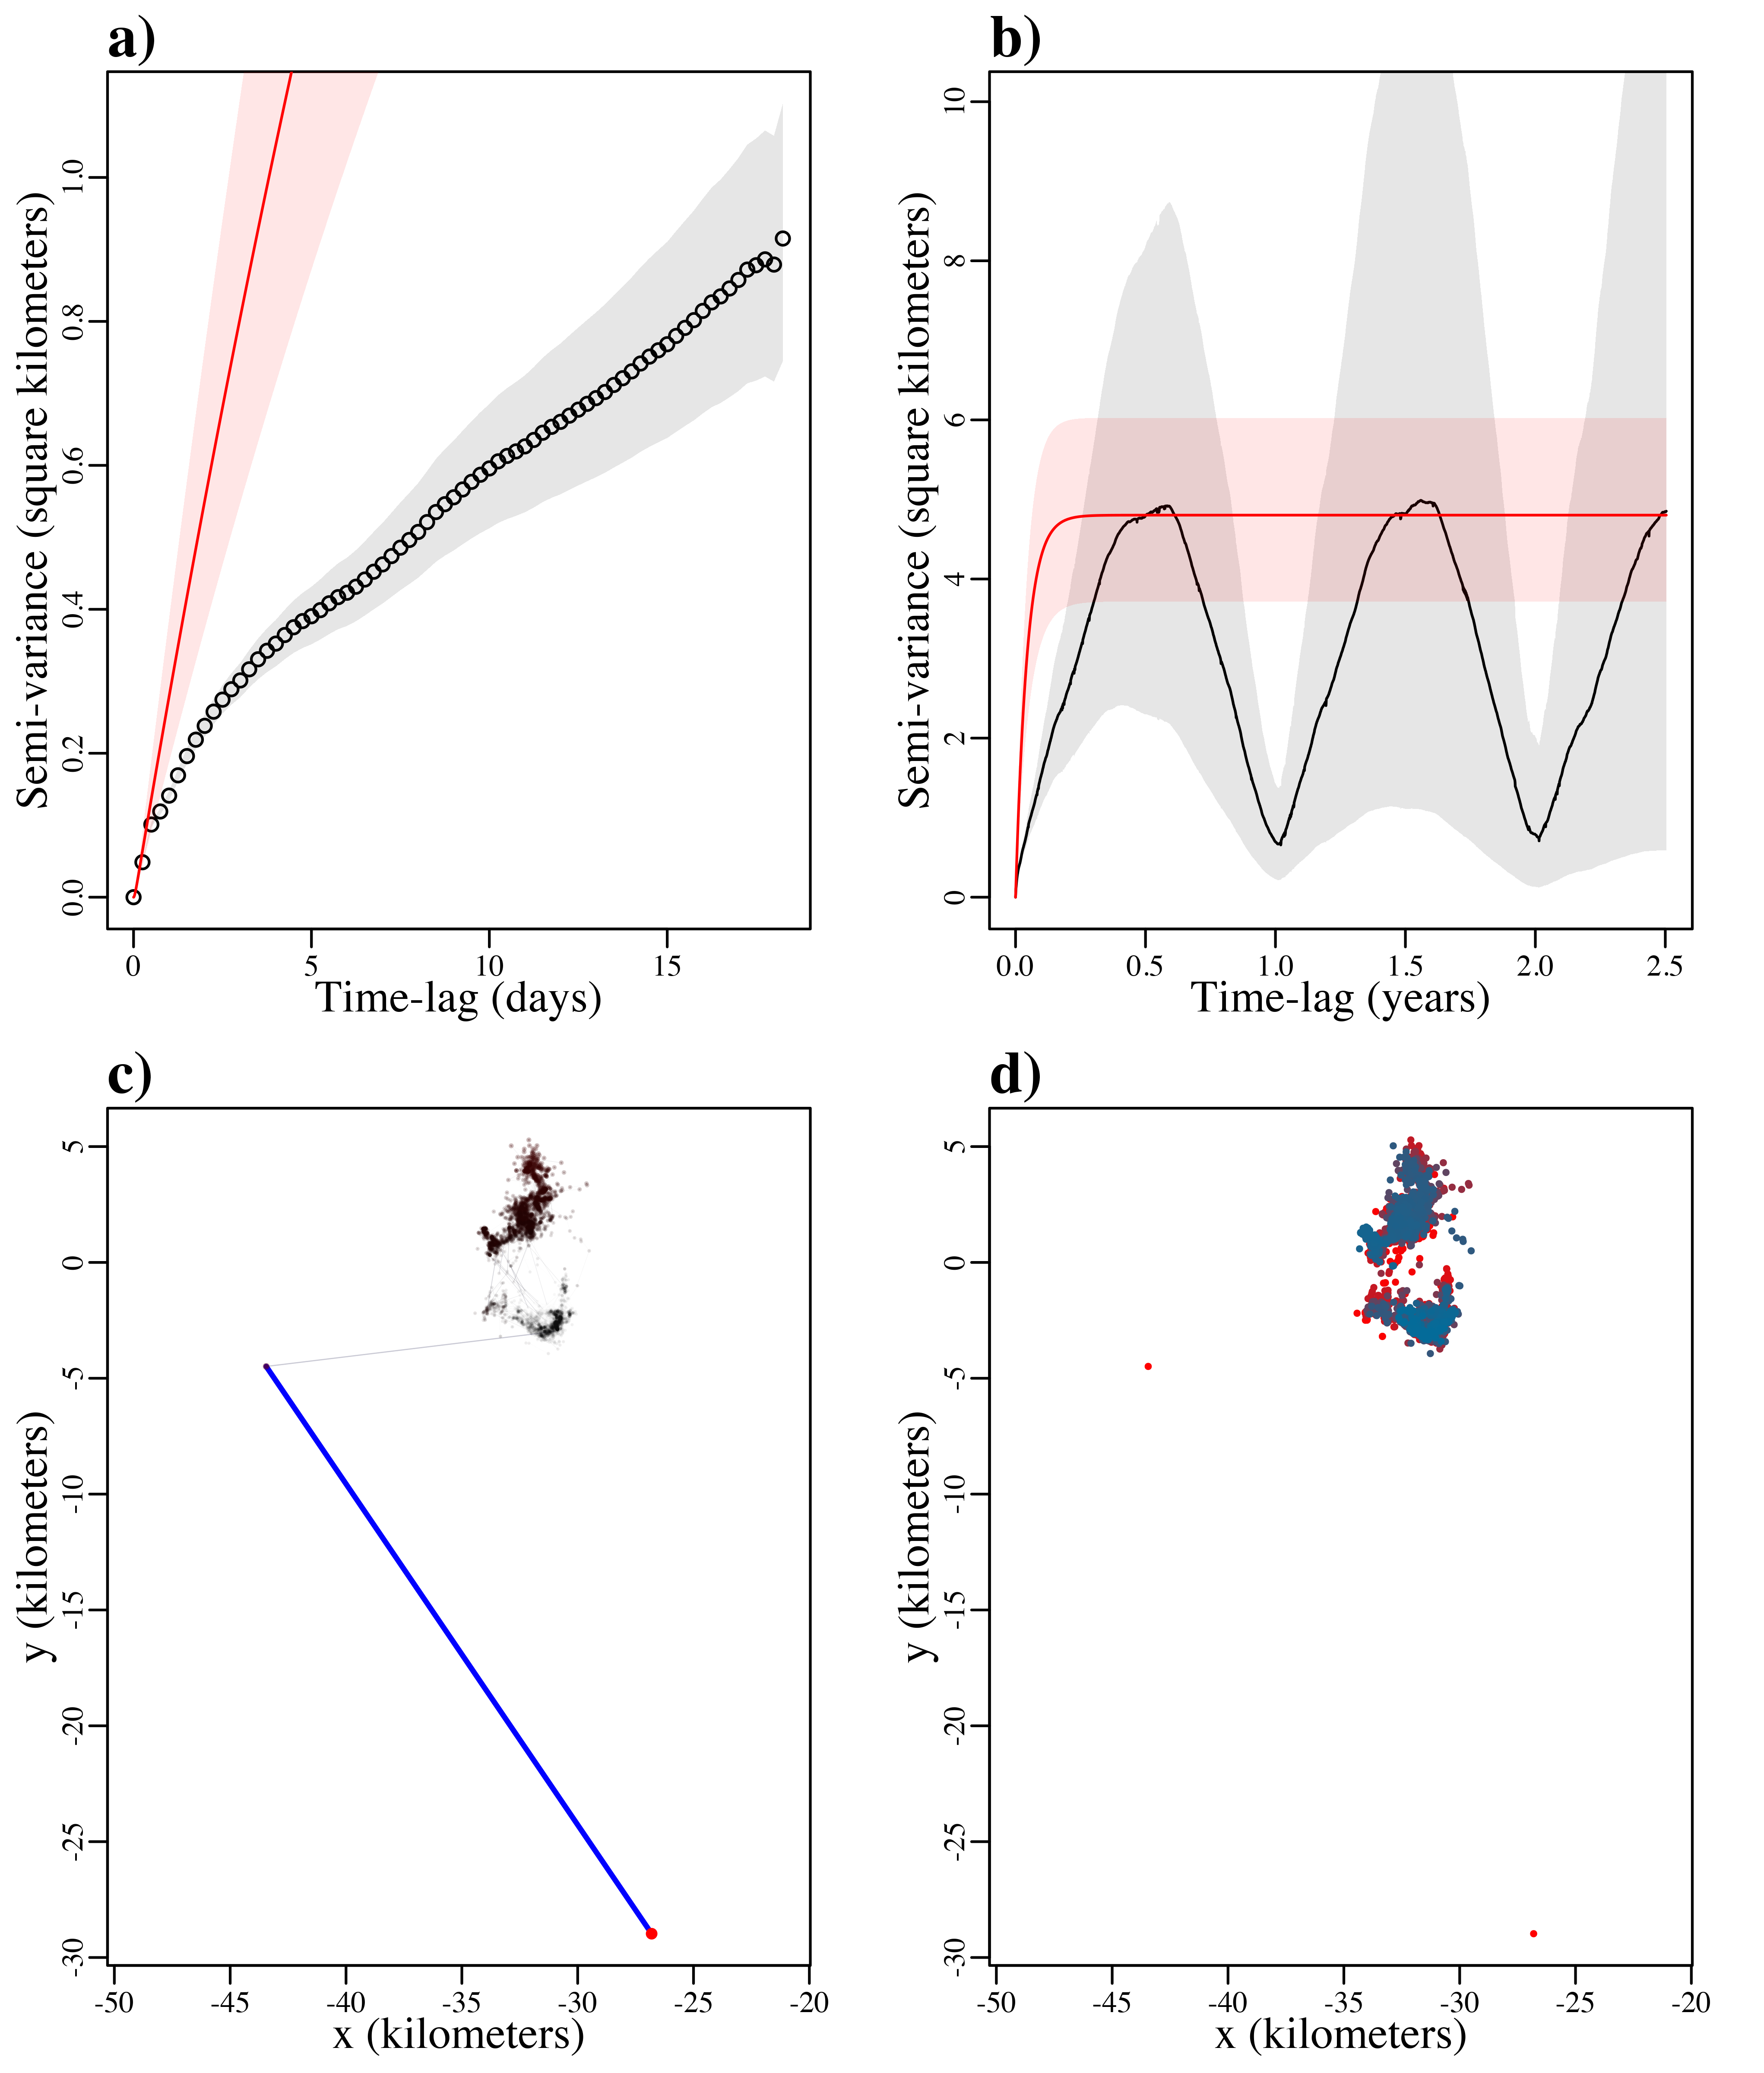 a)
Semi-variance (square kilometers)
0.0 0.2 0.4 0.6 0.8 1.0
0 5 10 15
Time-lag (days)
b)
Semi-variance (square kilometers)
0 2 4 6 8 10
0.0 0.5 1.0 1.5 2.0 2.5
Time-lag (years)
c)
y (kilometers)
-30 -25 -20 -15 -10 -5 0 5
-50 -45 -40 -35 -30 -25 -20
x (kilometers)
d)
y (kilometers)
-30 -25 -20 -15 -10 -5 0 5
-50 -45 -40 -35 -30 -25 -20
x (kilometers)